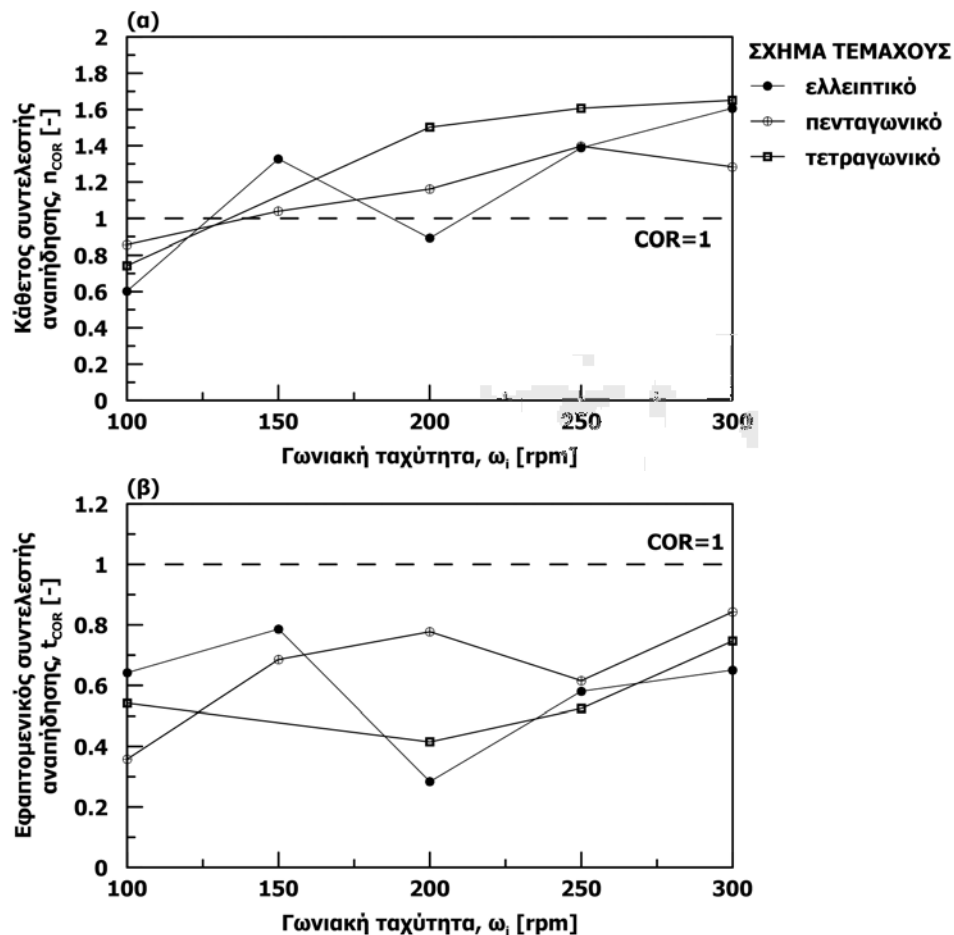 (α)
Κάθετος συντελεστής
αναπήδησης, n_COR [-]
2
1.8
1.6
1.4
1.2
1
0.8
0.6
0.4
0.2
0
COR=1
100 150 200 250 300
Γωνιακή ταχύτητα, ω_i [rpm]
ΣΧΗΜΑ ΤΕΜΑΧΟΥΣ
ελλειπτικό
πενταγωνικό
τετραγωνικό
(β)
Εφαπτομενικός συντελεστής
αναπήδησης, t_COR [-]
1.2
1
0.8
0.6
0.4
0.2
0
COR=1
100 150 200 250 300
Γωνιακή ταχύτητα, ω_i [rpm]